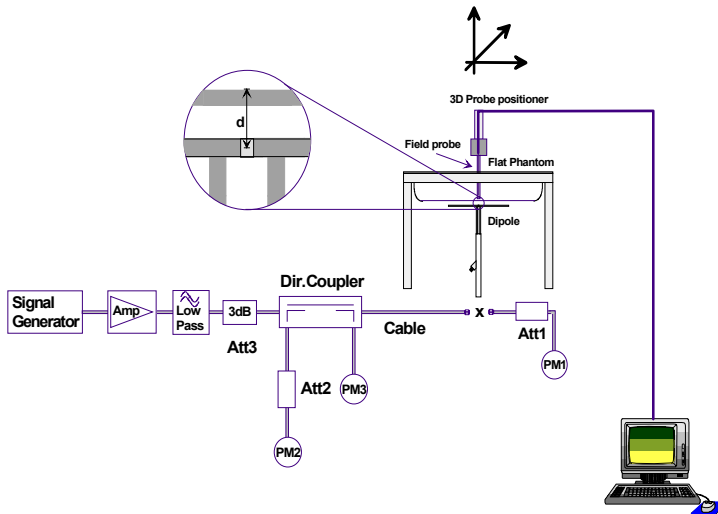 3D Probe positioner
d
Field probe
Flat Phantom
Dipole
Dir.Coupler
Signal
Generator
Amp
Low
Pass
3dB
Cable
x
Att1
Att3
Att2
PM3
PM1
PM2